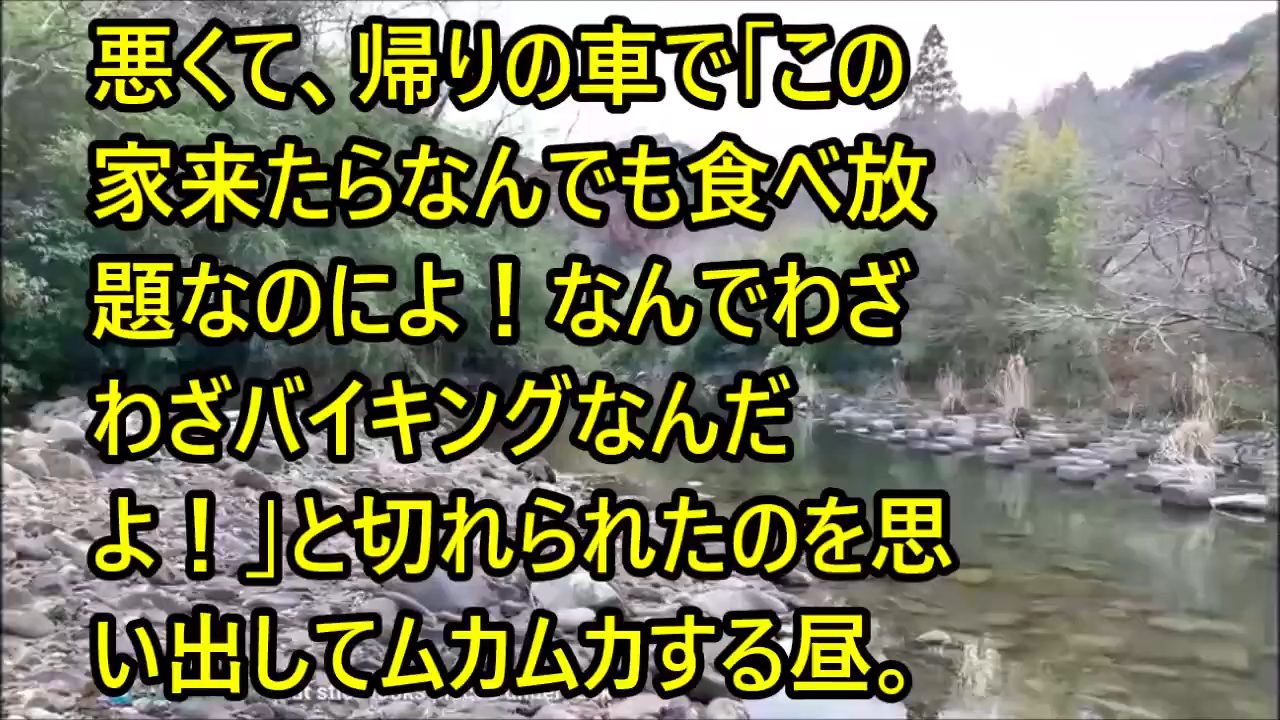 悪くて、帰りの車で「この
家来たらなんでも食べ放
題なのによ！なんでわざ
わざバイキングなんだ
よ！」と切れられたのを思
い出してムカムカする昼。